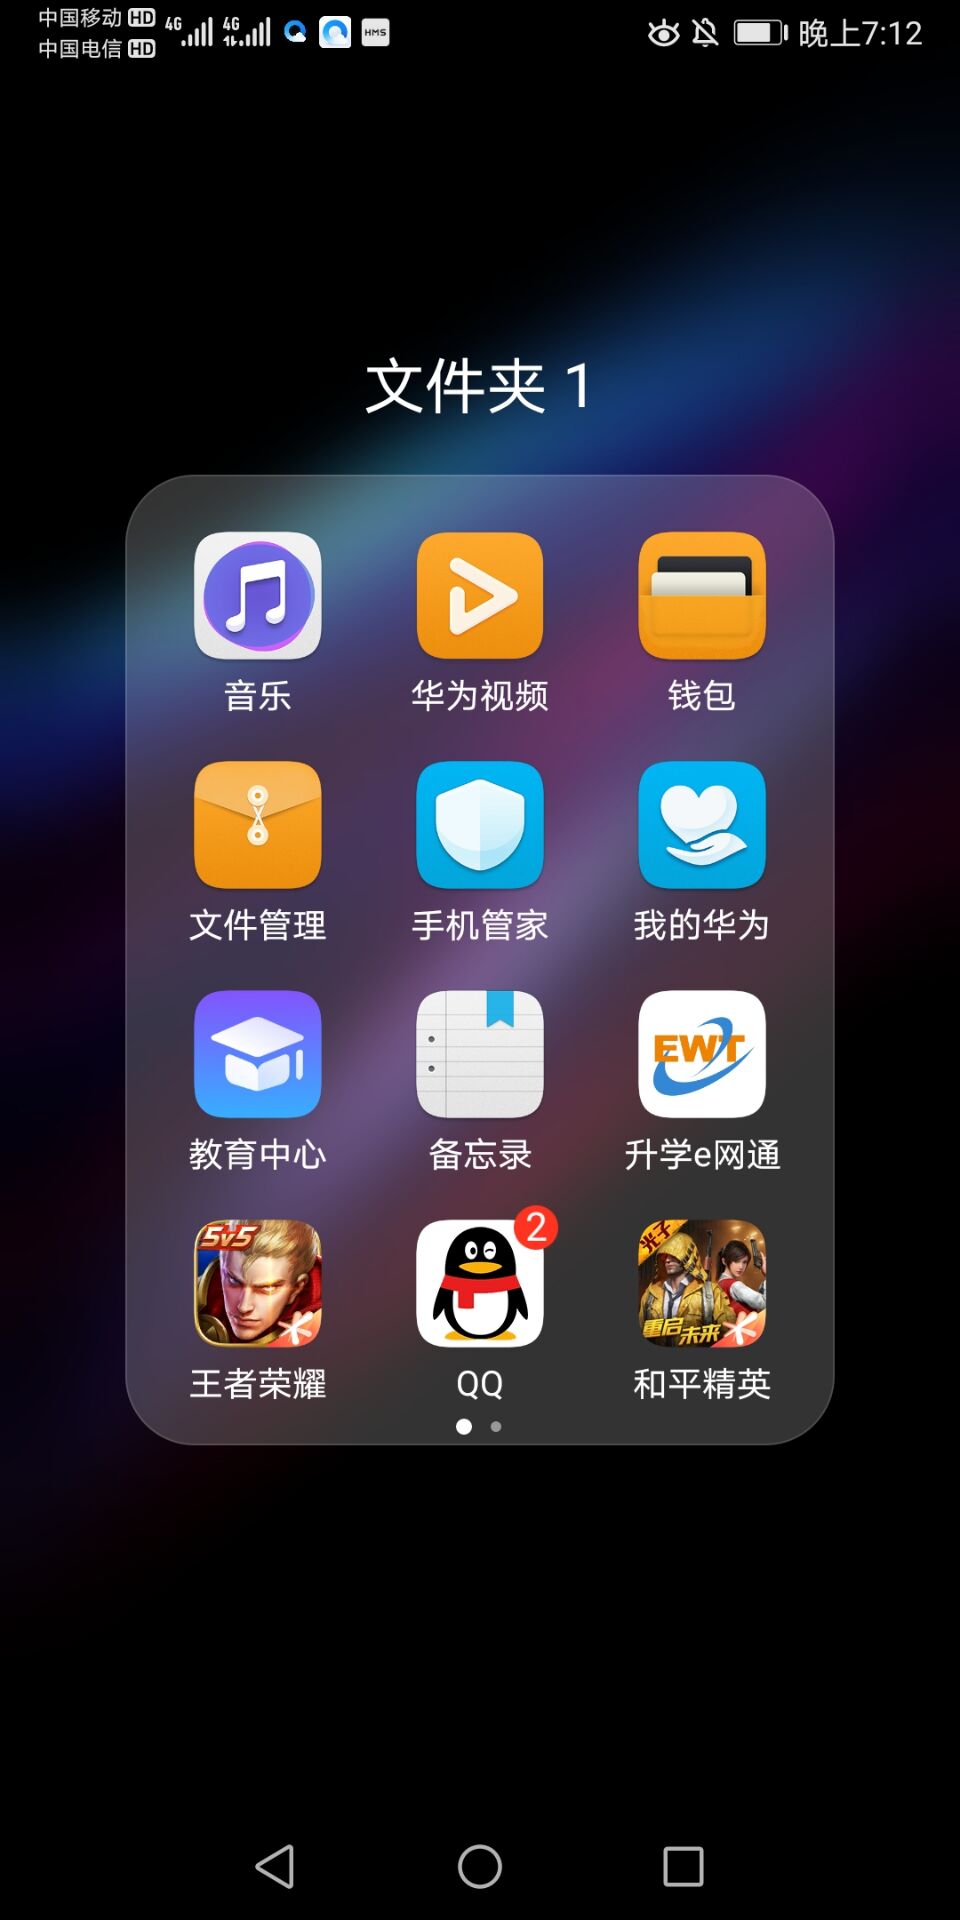 中国移动 HD
中国电信 HD
4G
4G
HMS
晚上7:12
文件夹 1
音乐
华为视频
钱包
文件管理
手机管家
我的华为
EWT
教育中心
备忘录
升学e网通
5v5
2
光子
重启未来
王者荣耀
QQ
和平精英